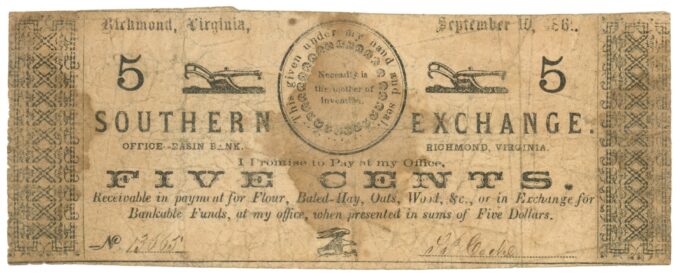 Richmond, Virginia,
September 10, 186
This given under my hand and seal:
Necessity is
the mother of
invention.
5
5
SOUTHERN EXCHANGE.
OFFICE--BASIN BANK.
RICHMOND, VIRGINIA.
I Promise to Pay at my Office,
FIVE CENTS.
Receivable in payment for Flour, Baled-Hay, Oats, Wood, &c., or in Exchange for
Bankable Funds, at my office, when presented in sums of Five Dollars.
No.